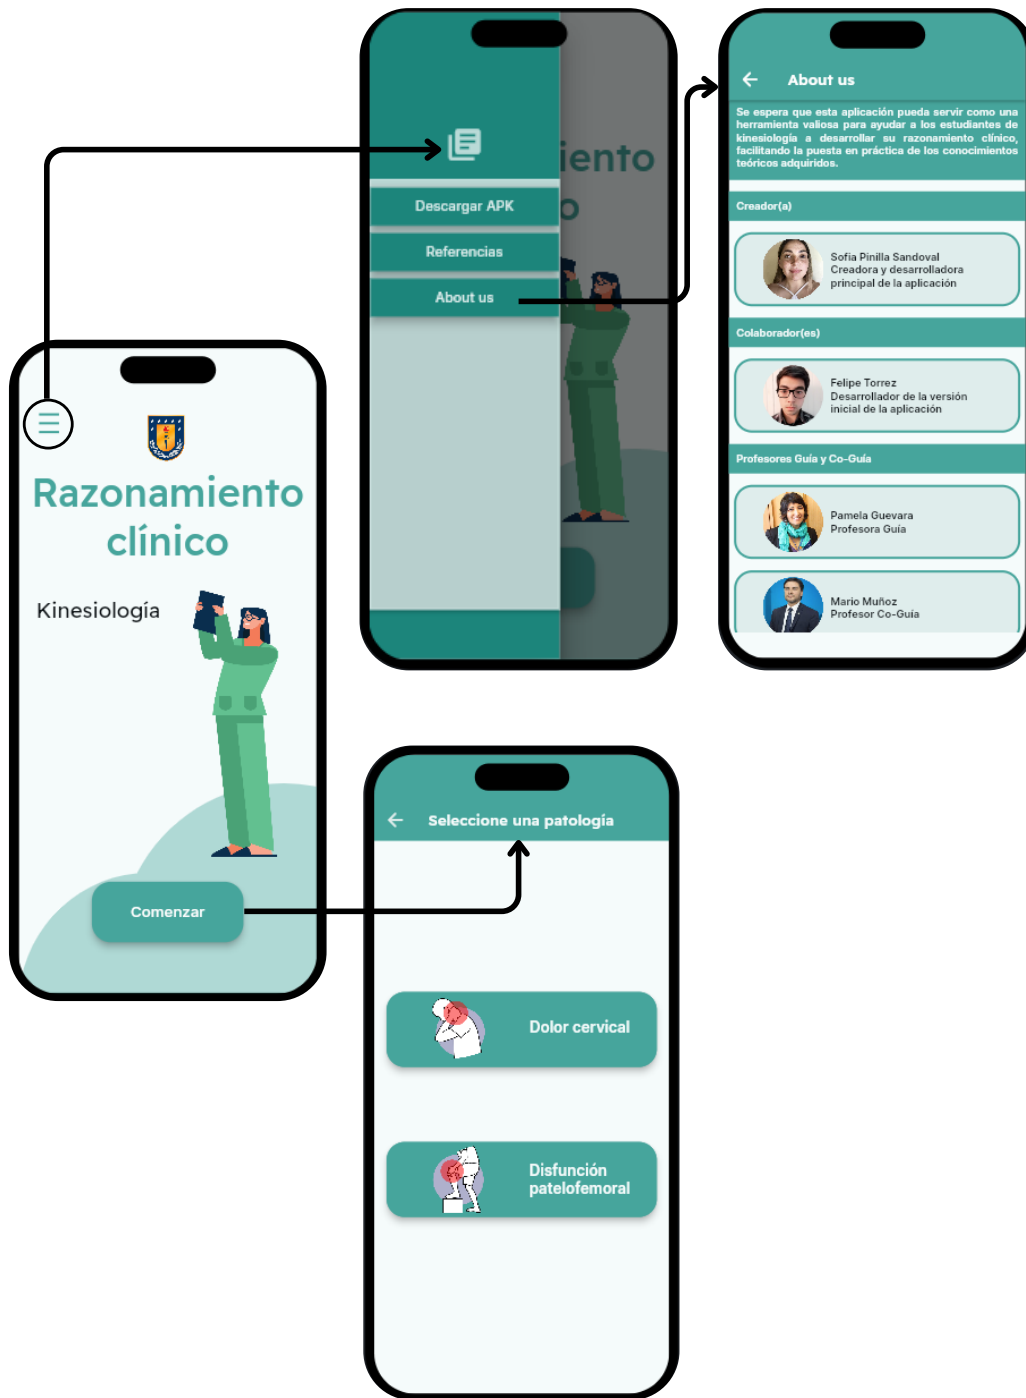 Razonamiento
clínico
Kinesiología
Comenzar
iento
o
Descargar APK
Referencias
About us
About us
Se espera que esta aplicación pueda servir como una
herramienta valiosa para ayudar a los estudiantes de
kinesiología a desarrollar su razonamiento clínico,
facilitando la puesta en práctica de los conocimientos
teóricos adquiridos.
Creador(a)
Sofia Pinilla Sandoval
Creadora y desarrolladora
principal de la aplicación
Colaborador(es)
Felipe Torrez
Desarrollador de la versión
inicial de la aplicación
Profesores Guía y Co-Guía
Pamela Guevara
Profesora Guía
Mario Muñoz
Profesor Co-Guía
Seleccione una patología
Dolor cervical
Disfunción
patelofemoral